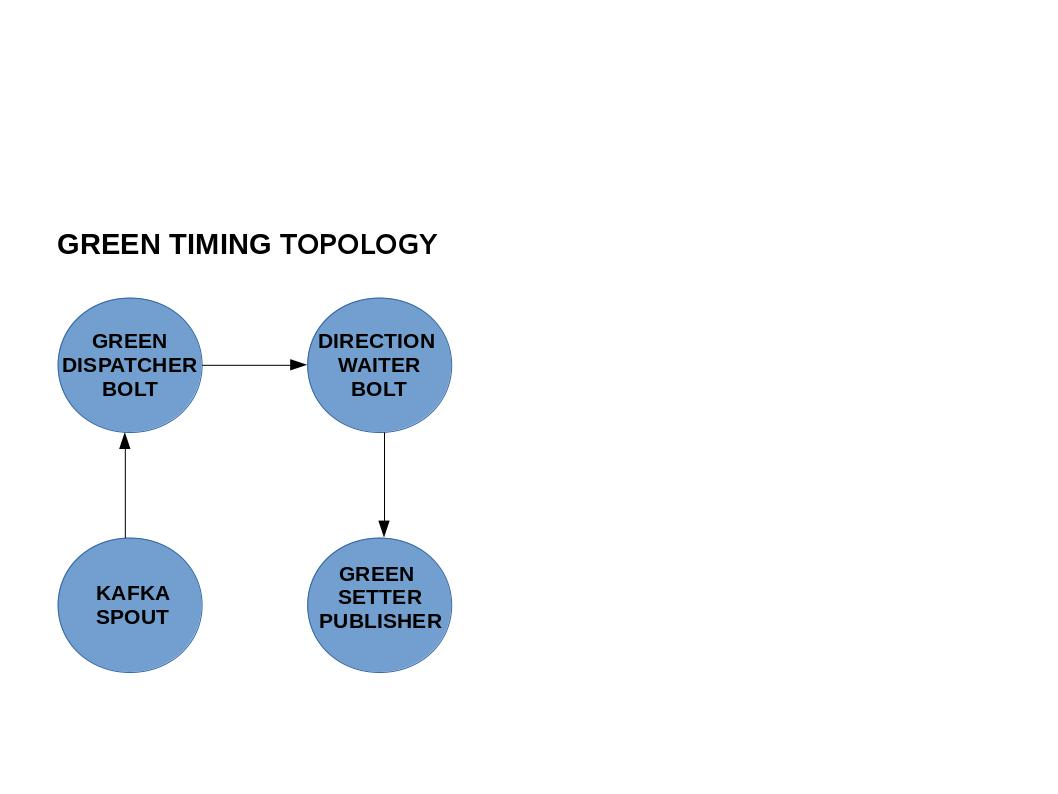 GREEN TIMING TOPOLOGY
GREEN
DISPATCHER
BOLT
DIRECTION
WAITER
BOLT
KAFKA
SPOUT
GREEN
SETTER
PUBLISHER